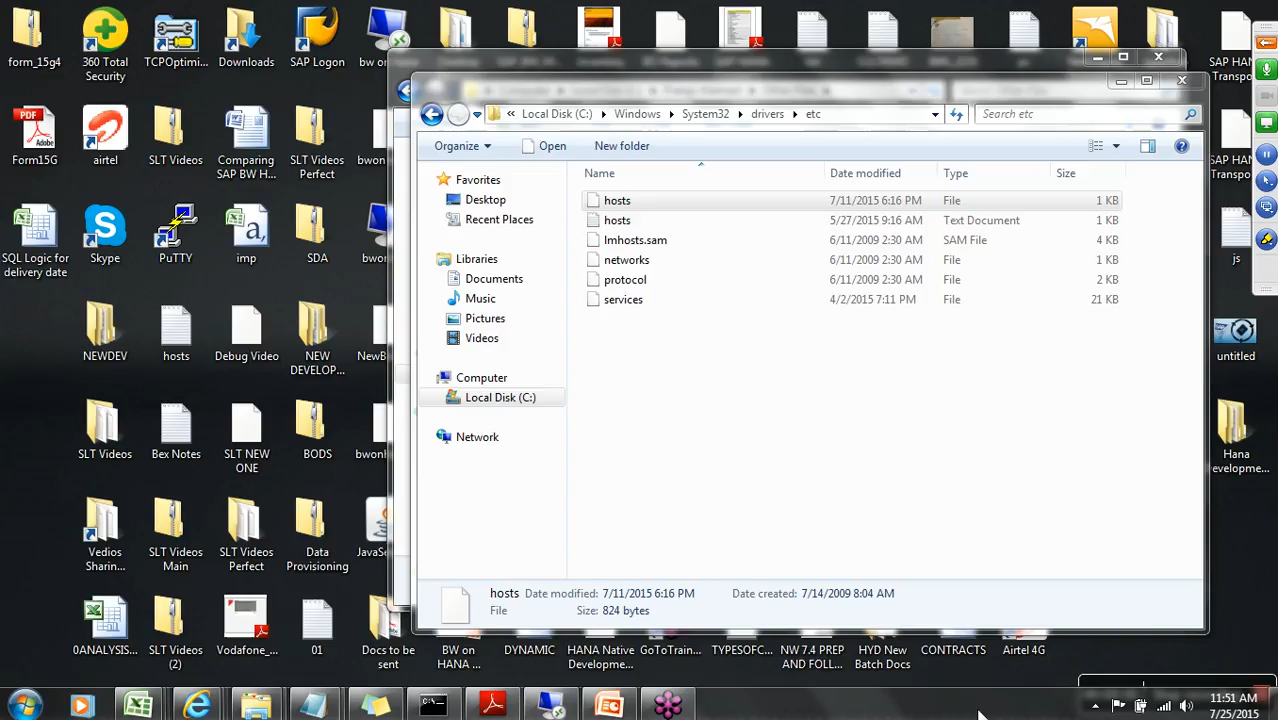 form_15g4
360 Total
Security
TCPOptimi...
Downloads
SAP Logon
bw on
SAP HAN
Transpo
Form15G
airtel
SLT Videos
Comparing
SAP BW H...
SLT Videos
Perfect
bwon
SAP HAN
Transpo
SQL Logic for
delivery date
Skype
PuTTY
imp
SDA
bwon
js
NEWDEV
hosts
Debug Video
NEW
DEVELOP...
NewB
untitled
SLT Videos
Bex Notes
SLT NEW
ONE
BODS
bwonh
Hana
Developme...
Vedios
Sharin...
SLT Videos
Main
SLT Videos
Perfect
Data
Provisioning
JavaSe
0ANALYSIS...
SLT Videos
(2)
Vodafone_...
01
Docs to be
sent
BW on
HANA ...
DYNAMIC
HANA Native
Developme...
GoToTrain...
TYPESOFC...
NW 7.4 PREP
AND FOLL...
HYD New
Batch Docs
CONTRACTS
Airtel 4G
« Local Disk (C:) Windows System32 drivers etc
Search etc
Organize Open New folder
Favorites
Desktop
Recent Places
Libraries
Documents
Music
Pictures
Videos
Computer
Local Disk (C:)
Network
Name Date modified Type Size
hosts 7/11/2015 6:16 PM File 1 KB
hosts 5/27/2015 9:16 AM Text Document 1 KB
lmhosts.sam 6/11/2009 2:30 AM SAM File 4 KB
networks 6/11/2009 2:30 AM File 1 KB
protocol 6/11/2009 2:30 AM File 2 KB
services 4/2/2015 7:11 PM File 21 KB
hosts Date modified: 7/11/2015 6:16 PM Date created: 7/14/2009 8:04 AM
File Size: 824 bytes
11:51 AM
7/25/2015